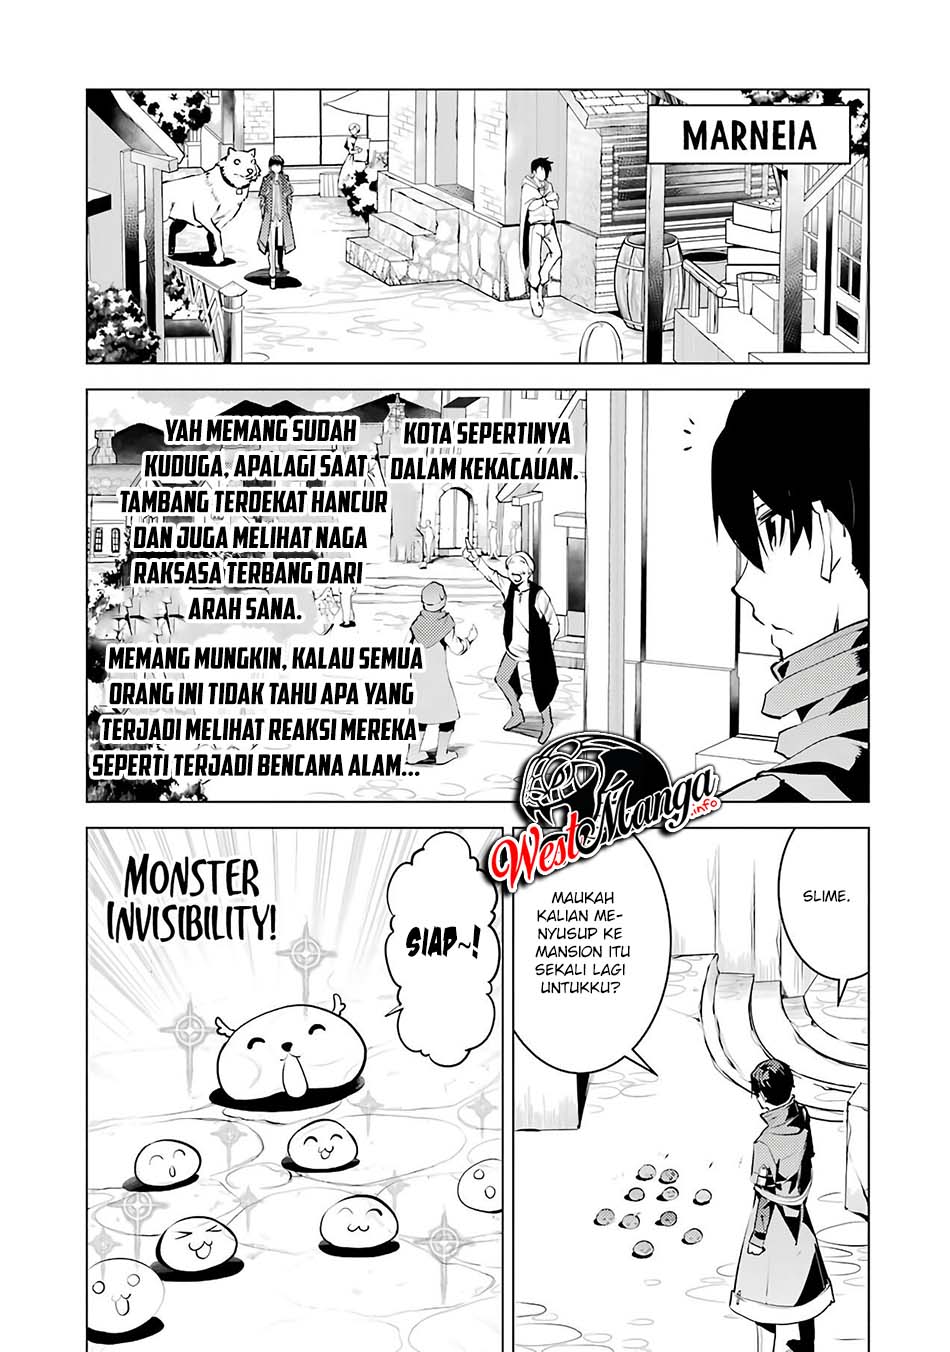 MARNEIA
KOTA SEPERTINYA
DALAM KEKACAUAN.
YAH MEMANG SUDAH
KUDUGA, APALAGI SAAT
TAMBANG TERDEKAT HANCUR
DAN JUGA MELIHAT NAGA
RAKSASA TERBANG DARI
ARAH SANA.
MEMANG MUNGKIN, KALAU SEMUA
ORANG INI TIDAK TAHU APA YANG
TERJADI MELIHAT REAKSI MEREKA
SEPERTI TERJADI BENCANA ALAM...
WestManga
.info
SLIME.
MAUKAH
KALIAN ME-
NYUSUP KE
MANSION ITU
SEKALI LAGI
UNTUKKU?
SIAP~!
MONSTER
INVISIBILITY!